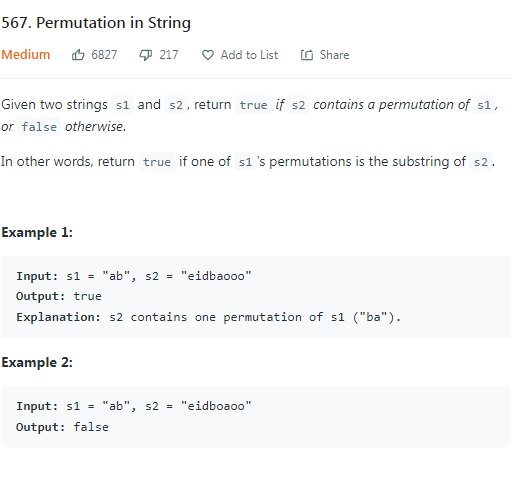 567. Permutation in String
Medium 6827 217 Add to List Share
Given two strings s1 and s2, return true if s2 contains a permutation of s1,
or false otherwise.
In other words, return true if one of s1's permutations is the substring of s2.
Example 1:
Input: s1 = "ab", s2 = "eidbaooo"
Output: true
Explanation: s2 contains one permutation of s1 ("ba").
Example 2:
Input: s1 = "ab", s2 = "eidboaoo"
Output: false